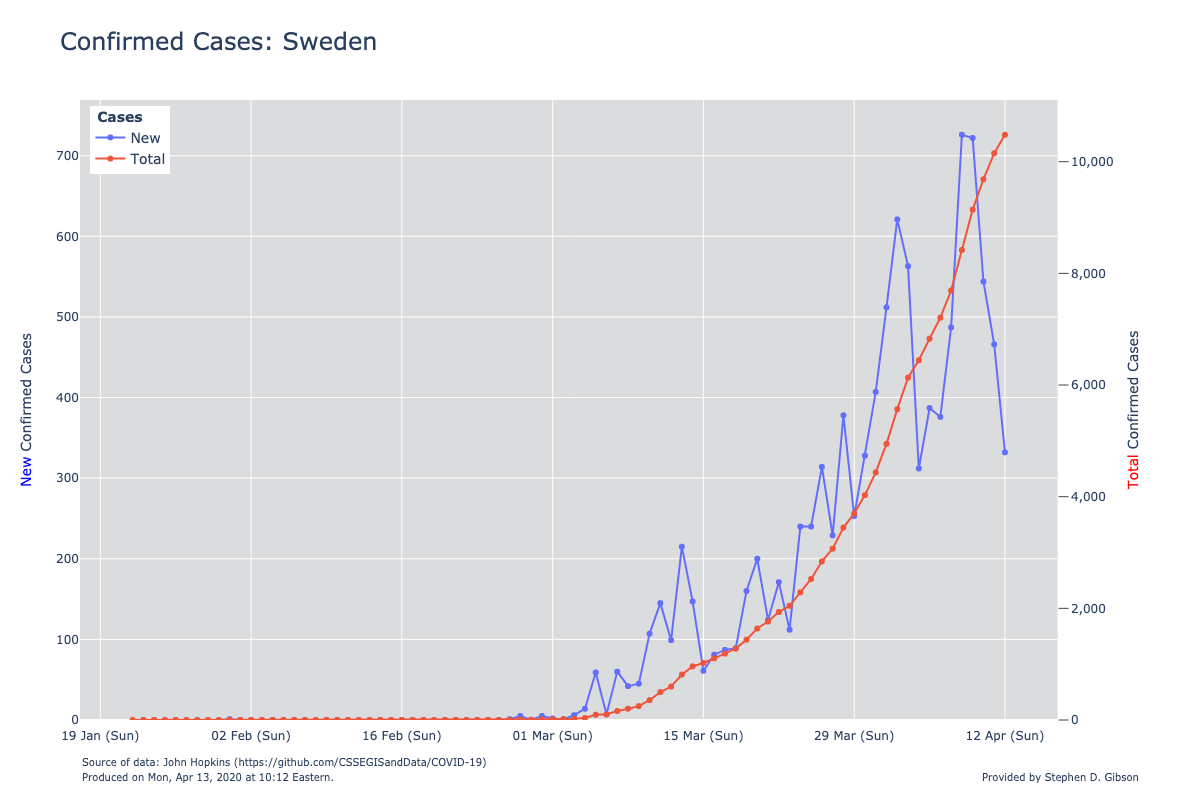 Confirmed Cases: Sweden
Cases
New
Total
700
600
500
400
300
200
100
0
New Confirmed Cases
10,000
8,000
6,000
4,000
2,000
0
Total Confirmed Cases
19 Jan (Sun) 02 Feb (Sun) 16 Feb (Sun) 01 Mar (Sun) 15 Mar (Sun) 29 Mar (Sun) 12 Apr (Sun)
Source of data: John Hopkins (https://github.com/CSSEGISandData/COVID-19)
Produced on Mon, Apr 13, 2020 at 10:12 Eastern.
Provided by Stephen D. Gibson